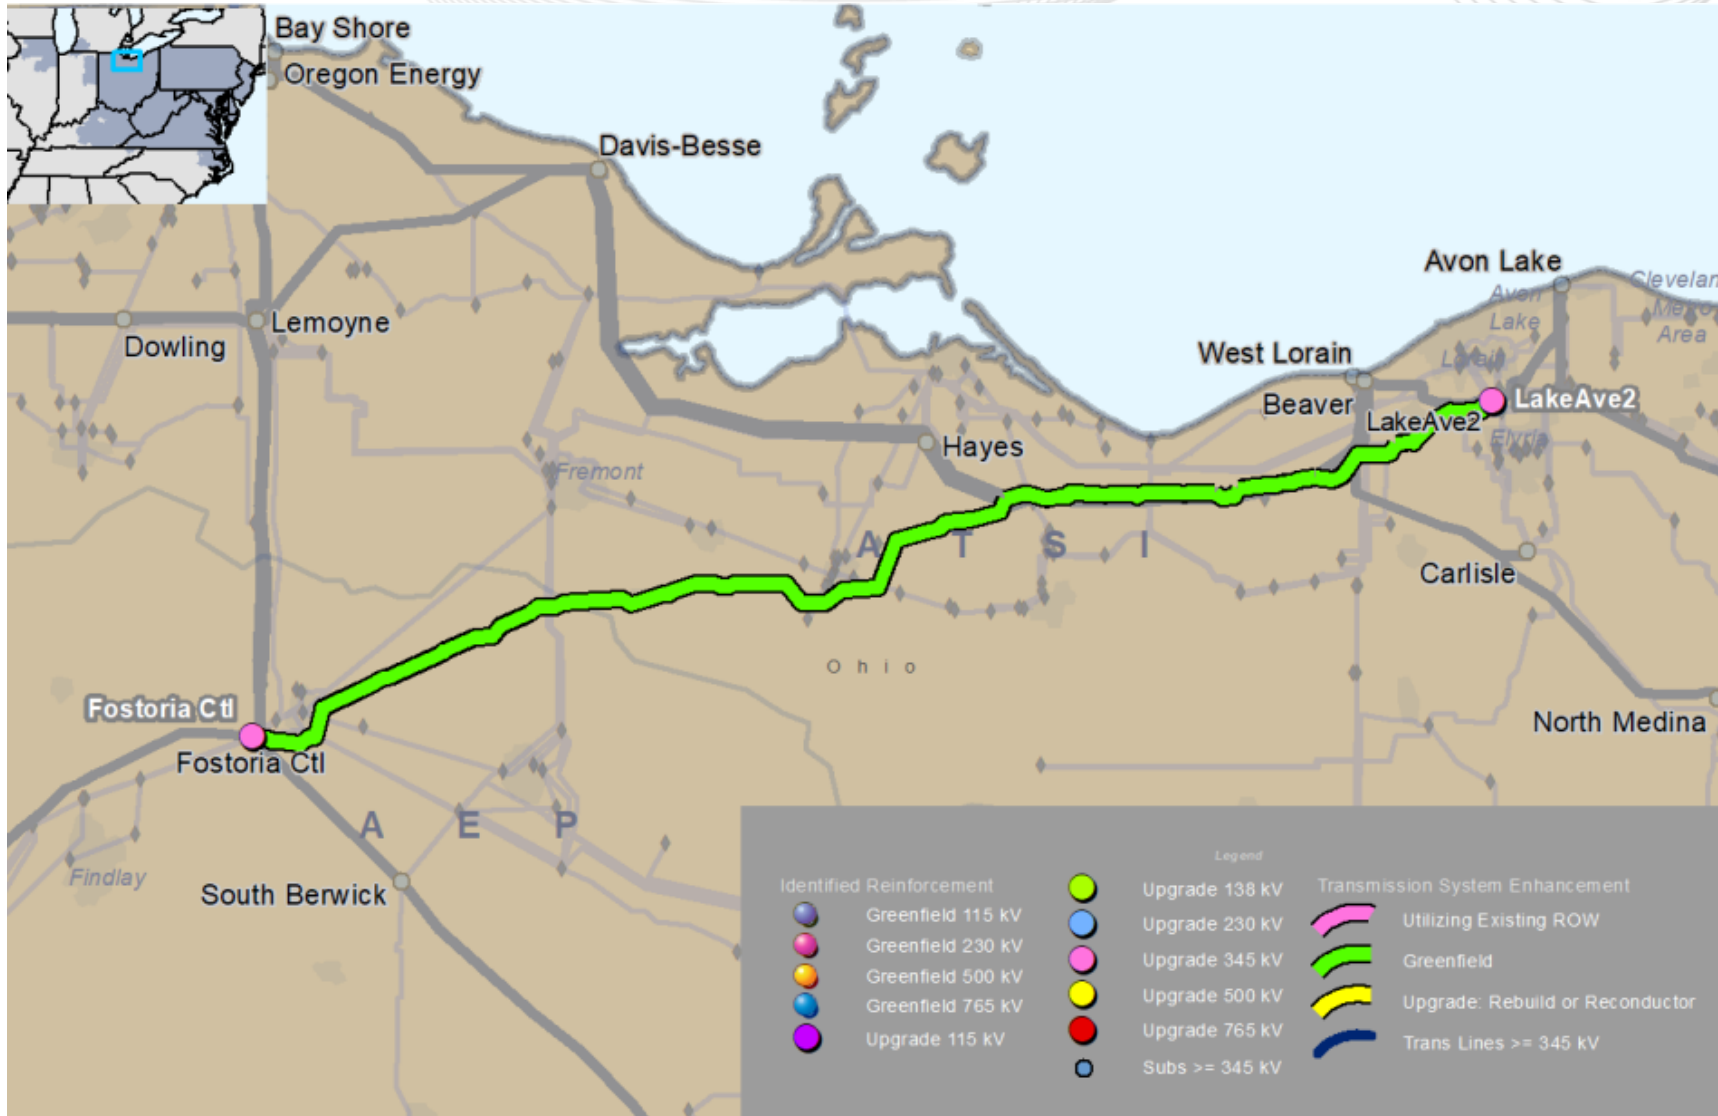 Bay Shore
Oregon Energy
Davis-Besse
Avon Lake
Avon
Lake
Lemoyne
Dowling
West Lorain
Lorain
Beaver
LakeAve2
LakeAve2
Elyria
Hayes
Fremont
A T S I
Carlisle
Ohio
Fostoria Ctl
Fostoria Ctl
North Medina
A E P
Findlay
South Berwick
Area
Legend
Identified Reinforcement
Greenfield 115 kV
Greenfield 230 kV
Greenfield 500 kV
Greenfield 765 kV
Upgrade 115 kV
Upgrade 138 kV
Upgrade 230 kV
Upgrade 345 kV
Upgrade 500 kV
Upgrade 765 kV
Subs >= 345 kV
Transmission System Enhancement
Utilizing Existing ROW
Greenfield
Upgrade: Rebuild or Reconductor
Trans Lines >= 345 kV